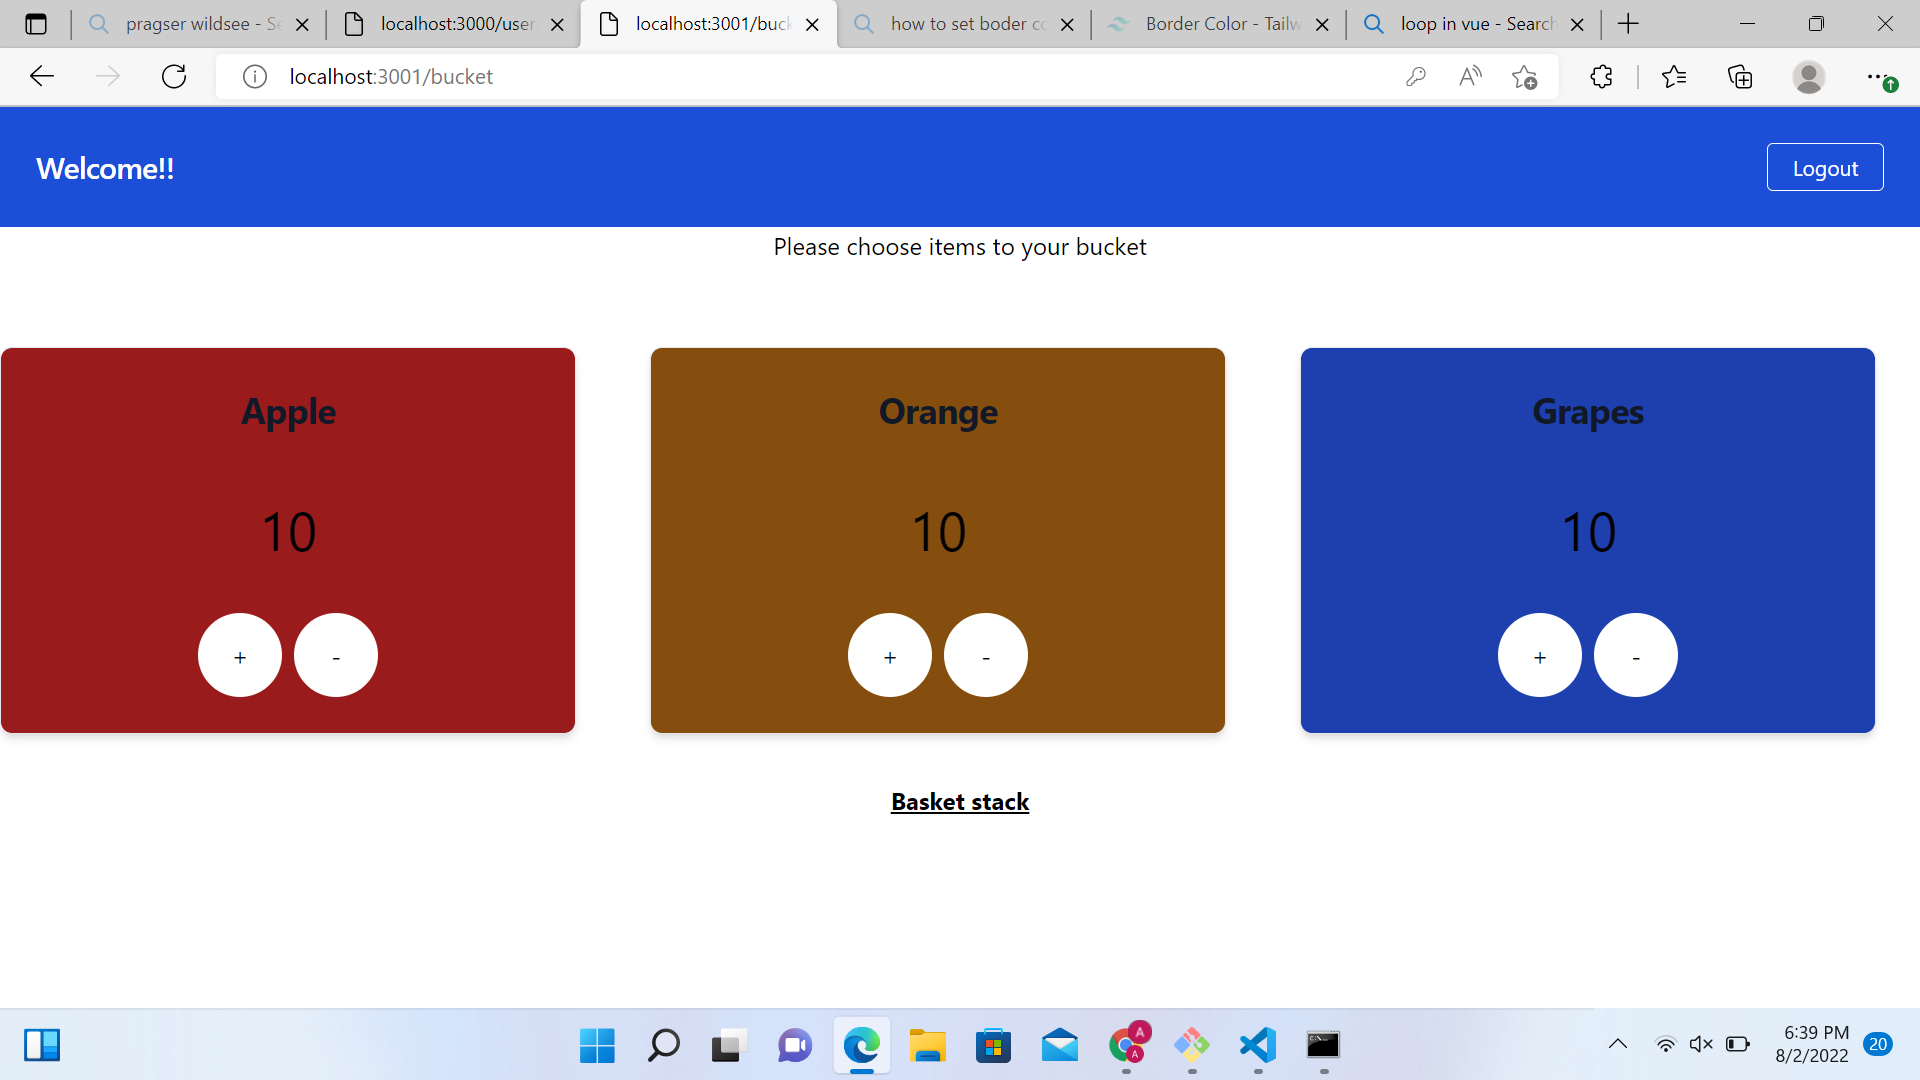 pragser wildsee - Se
localhost:3000/user
localhost:3001/buck
how to set boder co
Border Color - Tailw
loop in vue - Search
localhost:3001/bucket
Welcome!!
Logout
Please choose items to your bucket
Apple
Orange
Grapes
10
10
10
+
-
+
-
+
-
Basket stack
6:39 PM
8/2/2022
20